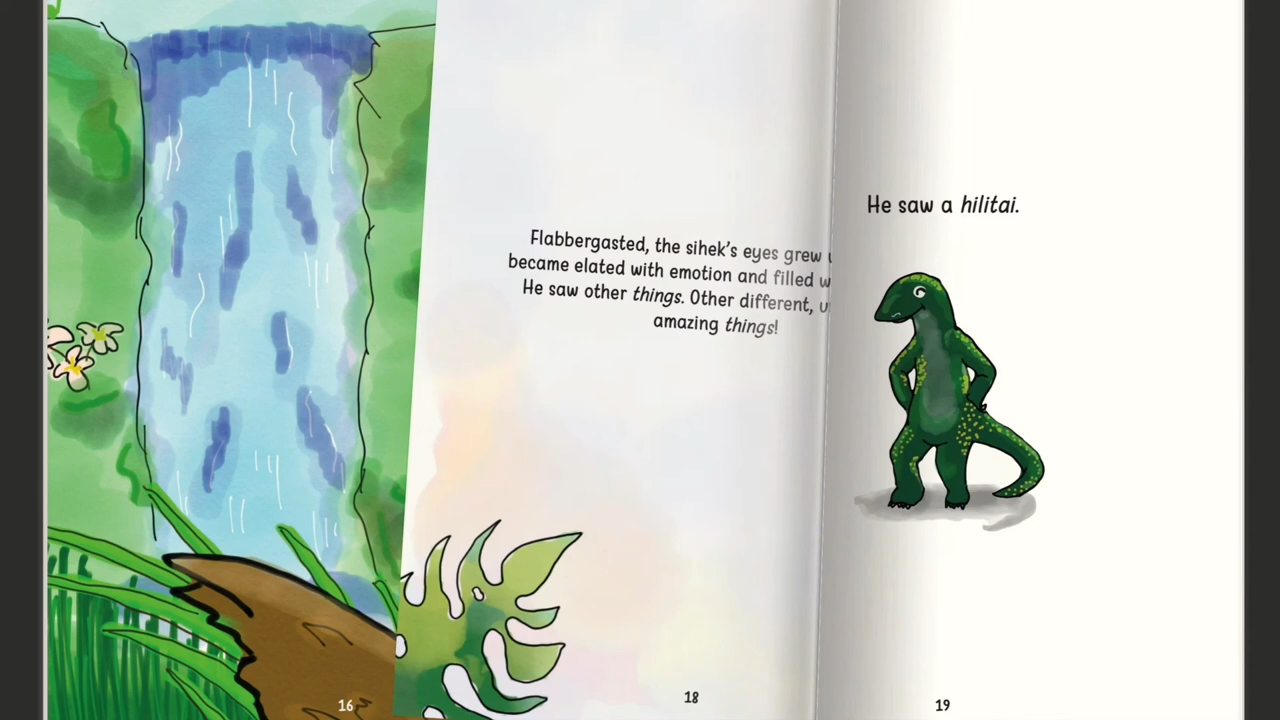 Flabbergasted, the sihek's eyes grew
became elated with emotion and filled
He saw other things. Other different,
amazing things!
16
18
He saw a hilitai.
19